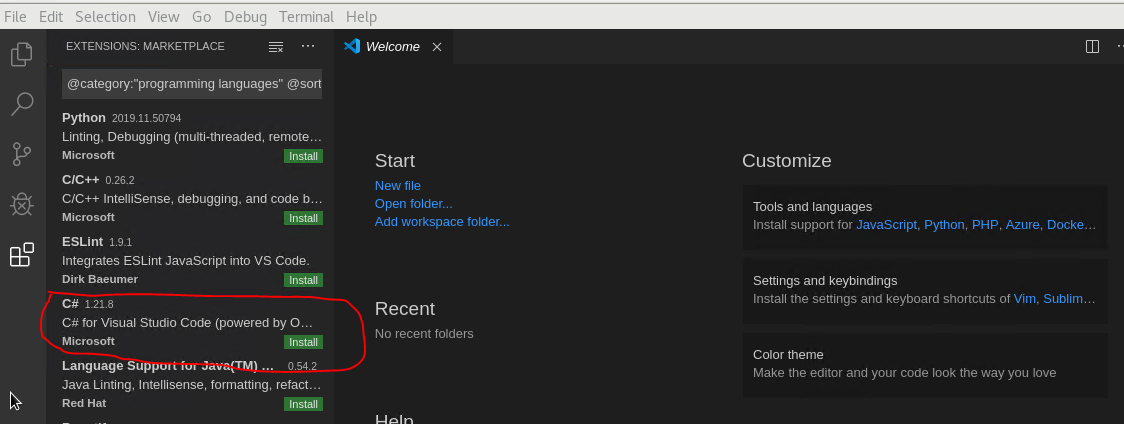 File Edit Selection View Go Debug Terminal Help
EXTENSIONS: MARKETPLACE
Welcome
@category:"programming languages" @sort
Python 2019.11.50794
Linting, Debugging (multi-threaded, remote…
Microsoft Install
C/C++ 0.26.2
C/C++ IntelliSense, debugging, and code b…
Microsoft Install
ESLint 1.9.1
Integrates ESLint JavaScript into VS Code.
Dirk Baeumer Install
C# 1.21.8
C# for Visual Studio Code (powered by O…
Microsoft Install
Language Support for Java(TM) … 0.54.2
Java Linting, Intellisense, formatting, refact…
Red Hat Install
Start
New file
Open folder...
Add workspace folder...
Recent
No recent folders
Help
Customize
Tools and languages
Install support for JavaScript, Python, PHP, Azure, Docke…
Settings and keybindings
Install the settings and keyboard shortcuts of Vim, Sublim…
Color theme
Make the editor and your code look the way you love